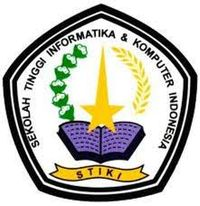 SEKOLAH TINGGI INFORMATIKA & KOMPUTER INDONESIA
STIKI